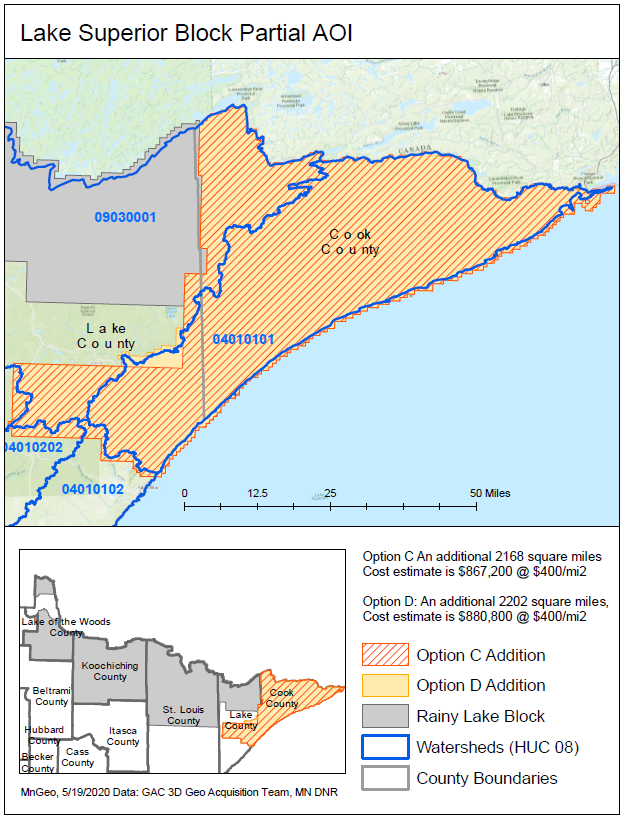 Lake Superior Block Partial AOI
CANADA
09030001
Cook
County
Lake
County
04010101
04010202
04010102
0 12.5 25 50 Miles
Option C An additional 2168 square miles
Cost estimate is $867,200 @ $400/mi2
Option D: An additional 2202 square miles,
Cost estimate is $880,800 @ $400/mi2
Option C Addition
Option D Addition
Rainy Lake Block
Watersheds (HUC 08)
County Boundaries
Lake of the Woods
County
Koochiching
County
Beltrami
County
St. Louis
County
Cook
County
Lake
County
Itasca
County
Hubbard
County
Cass
County
Becker
County
MnGeo, 5/19/2020 Data: GAC 3D Geo Acquisition Team, MN DNR